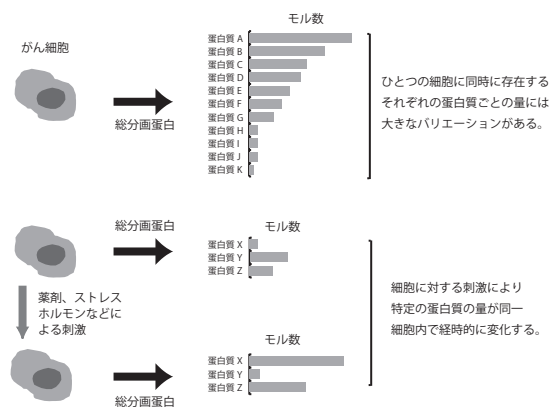 モル数
がん細胞
蛋白質 A
蛋白質 B
蛋白質 C
蛋白質 D
蛋白質 E
蛋白質 F
蛋白質 G
蛋白質 H
蛋白質 I
蛋白質 J
蛋白質 K
総分画蛋白
ひとつの細胞に同時に存在する
それぞれの蛋白質ごとの量には
大きなバリエーションがある。
総分画蛋白
モル数
蛋白質 X
蛋白質 Y
蛋白質 Z
薬剤、ストレス
ホルモンなどに
よる刺激
細胞に対する刺激により
特定の蛋白質の量が同一
細胞内で経時的に変化する。
モル数
蛋白質 X
蛋白質 Y
蛋白質 Z
総分画蛋白